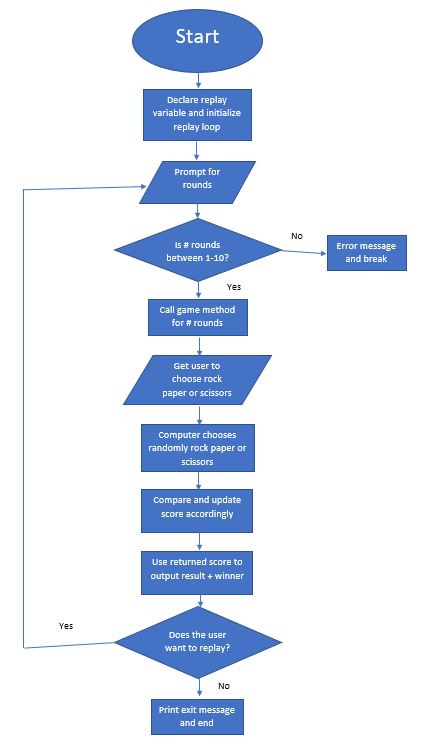 Start
Declare replay
variable and initialize
replay loop
Prompt for
rounds
Is # rounds
between 1-10?
No
Error message
and break
Yes
Call game method
for # rounds
Get user to
choose rock
paper or scissors
Computer chooses
randomly rock paper or
scissors
Compare and update
score accordingly
Use returned score to
output result + winner
Does the user
want to replay?
Yes
No
Print exit message
and end